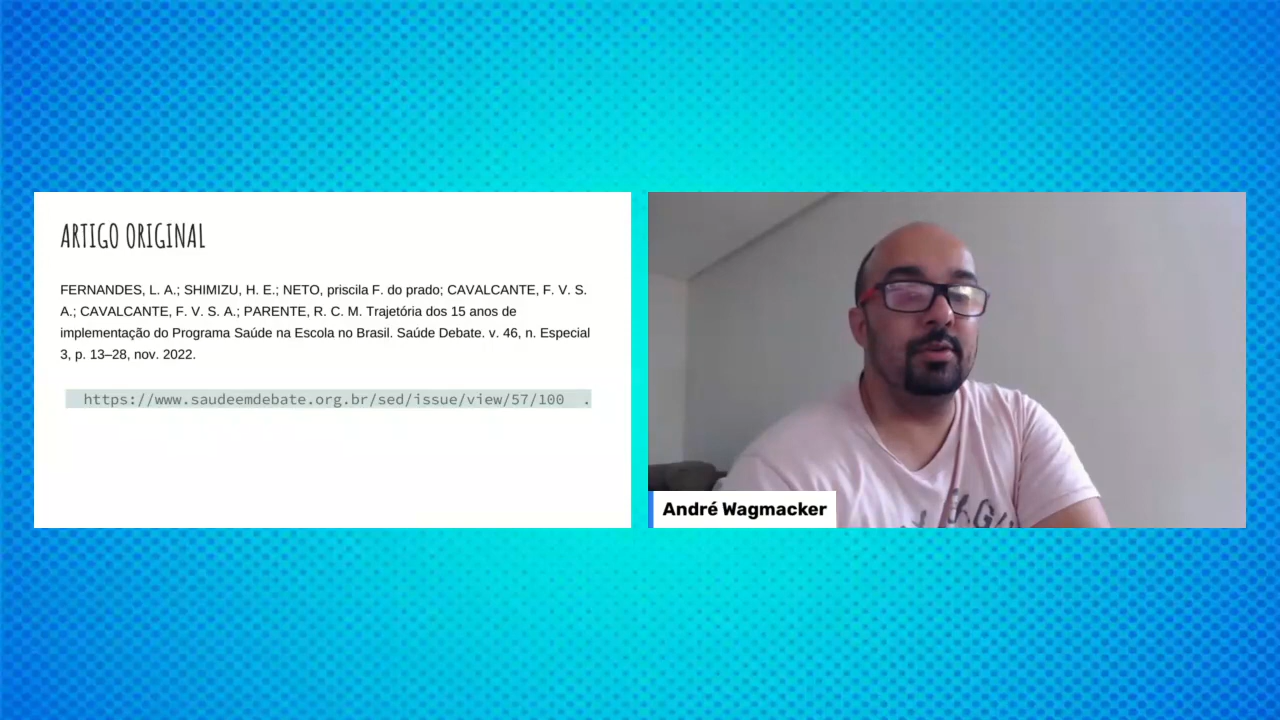 ARTIGO ORIGINAL
FERNANDES, L. A.; SHIMIZU, H. E.; NETO, priscila F. do prado; CAVALCANTE, F. V. S.
A.; CAVALCANTE, F. V. S. A.; PARENTE, R. C. M. Trajetória dos 15 anos de
implementação do Programa Saúde na Escola no Brasil. Saúde Debate. v. 46, n. Especial
3, p. 13–28, nov. 2022.
https://www.saudeemdebate.org.br/sed/issue/view/57/100 .
André Wagmacker